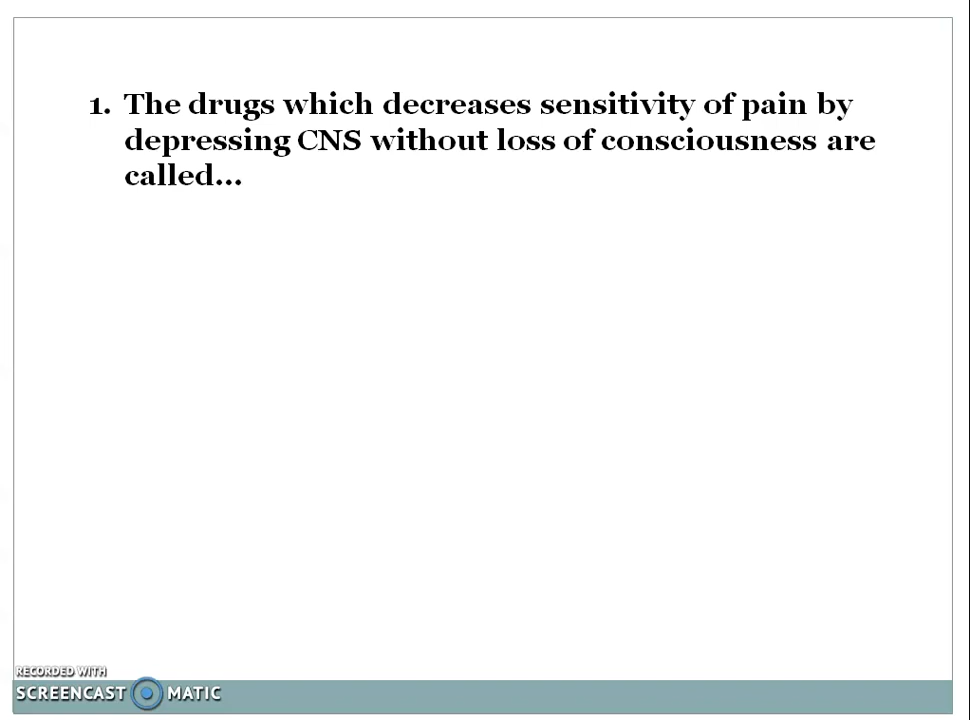 1. The drugs which decreases sensitivity of pain by
depressing CNS without loss of consciousness are
called...
RECORDED WITH
SCREENCAST MATIC